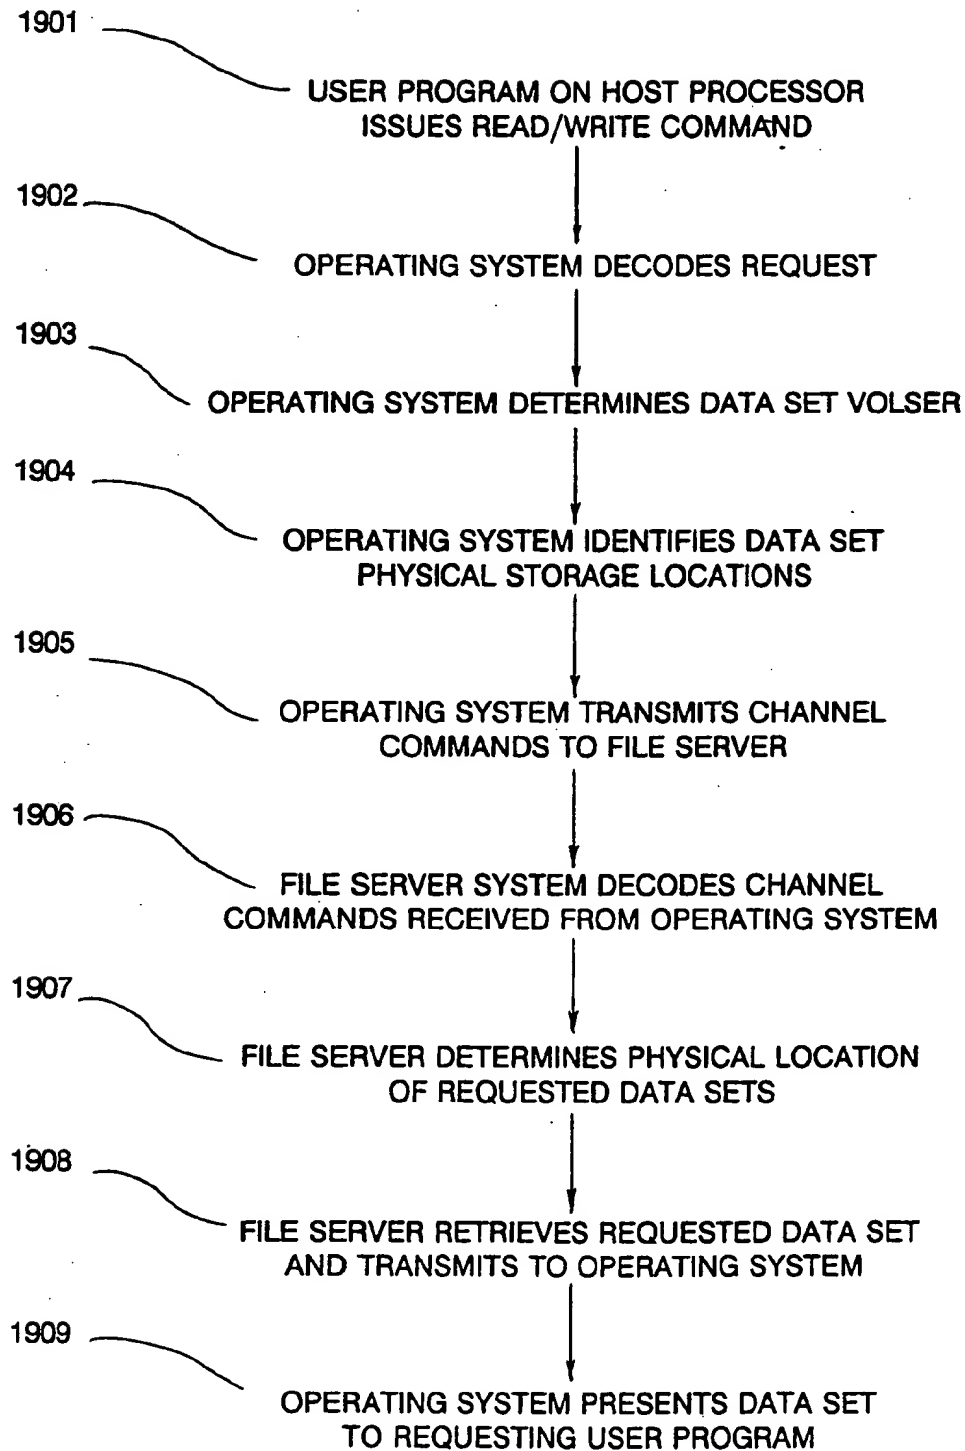 1901
USER PROGRAM ON HOST PROCESSOR
ISSUES READ/WRITE COMMAND
1902
OPERATING SYSTEM DECODES REQUEST
1903
OPERATING SYSTEM DETERMINES DATA SET VOLSER
1904
OPERATING SYSTEM IDENTIFIES DATA SET
PHYSICAL STORAGE LOCATIONS
1905
OPERATING SYSTEM TRANSMITS CHANNEL
COMMANDS TO FILE SERVER
1906
FILE SERVER SYSTEM DECODES CHANNEL
COMMANDS RECEIVED FROM OPERATING SYSTEM
1907
FILE SERVER DETERMINES PHYSICAL LOCATION
OF REQUESTED DATA SETS
1908
FILE SERVER RETRIEVES REQUESTED DATA SET
AND TRANSMITS TO OPERATING SYSTEM
1909
OPERATING SYSTEM PRESENTS DATA SET
TO REQUESTING USER PROGRAM